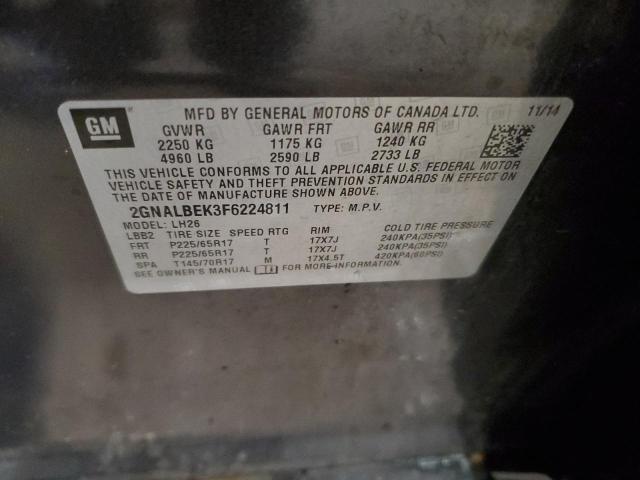 GM
MFD BY GENERAL MOTORS OF CANADA LTD. 11/14
GVWR GAWR FRT GAWR RR
2250 KG 1175 KG 1240 KG
4960 LB 2590 LB 2733 LB
THIS VEHICLE CONFORMS TO ALL APPLICABLE U.S. FEDERAL MOTOR
VEHICLE SAFETY AND THEFT PREVENTION STANDARDS IN EFFECT ON
THE DATE OF MANUFACTURE SHOWN ABOVE.
2GNALBEK3F6224811 TYPE: M.P.V.
MODEL: LH26
LBB2 TIRE SIZE SPEED RTG RIM COLD TIRE PRESSURE
FRT P225/65R17 T 17X7J 240KPA(35PSI)
RR P225/65R17 T 17X7J 240KPA(35PSI)
SPA T145/70R17 M 17X4.5T 420KPA(60PSI)
SEE OWNER'S MANUAL i FOR MORE INFORMATION.